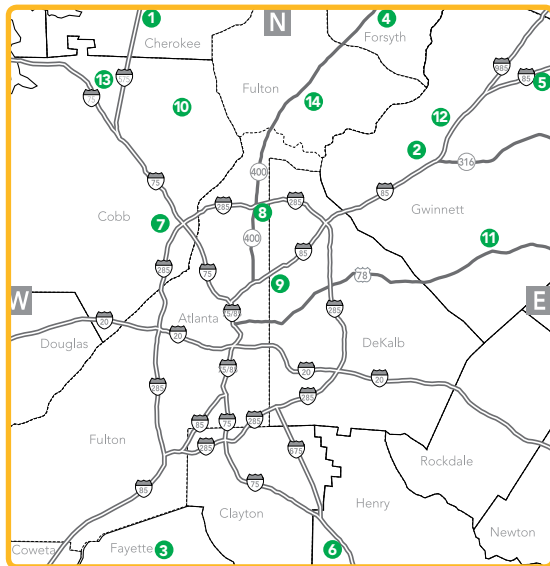 1
N
4
Cherokee
Forsyth
985
5
85
13
575
75
Fulton
10
14
12
2
316
400
75
85
285
285
8
Cobb
7
Gwinnett
400
11
85
285
75
9
78
W
E
75/85
285
Atlanta
20
20
DeKalb
Douglas
75/85
20
20
285
285
85
75
285
Fulton
285
675
Rockdale
85
75
Henry
Clayton
Newton
Coweta
Fayette
3
6